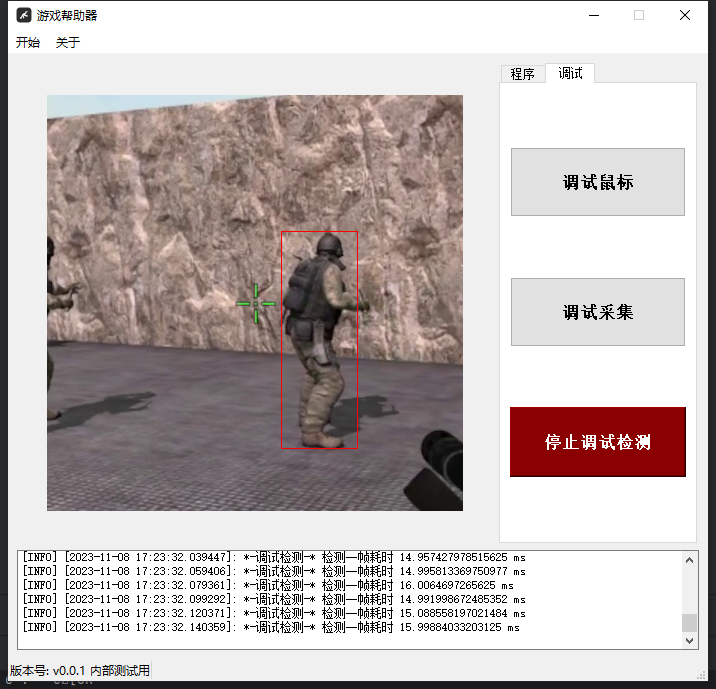 游戏帮助器
开始 关于
程序 调试
调试鼠标
调试采集
停止调试检测
[INFO] [2023-11-08 17:23:32.039447]: *-调试检测-* 检测一帧耗时 14.957427978515625 ms
[INFO] [2023-11-08 17:23:32.059406]: *-调试检测-* 检测一帧耗时 14.995813369750977 ms
[INFO] [2023-11-08 17:23:32.079361]: *-调试检测-* 检测一帧耗时 16.0064697265625 ms
[INFO] [2023-11-08 17:23:32.099292]: *-调试检测-* 检测一帧耗时 14.991998672485352 ms
[INFO] [2023-11-08 17:23:32.120371]: *-调试检测-* 检测一帧耗时 15.088558197021484 ms
[INFO] [2023-11-08 17:23:32.140359]: *-调试检测-* 检测一帧耗时 15.99884033203125 ms
版本号: v0.0.1 内部测试用